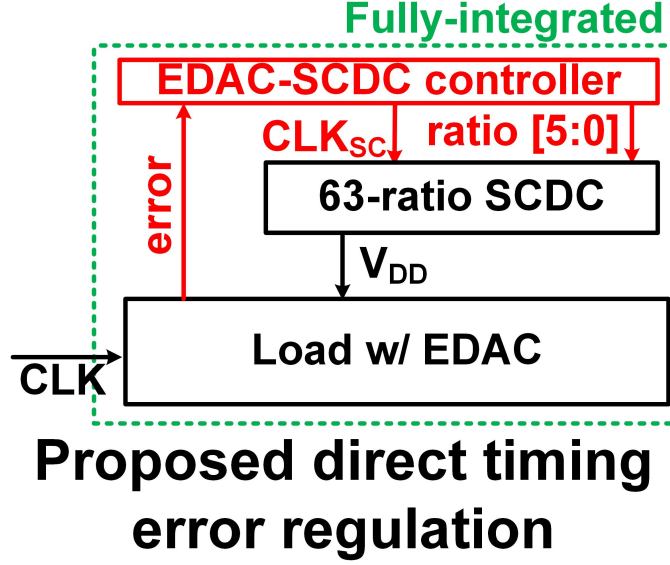 Fully-integrated
EDAC-SCDC controller
CLKSC
ratio [5:0]
error
63-ratio SCDC
VDD
Load w/ EDAC
CLK
Proposed direct timing
error regulation